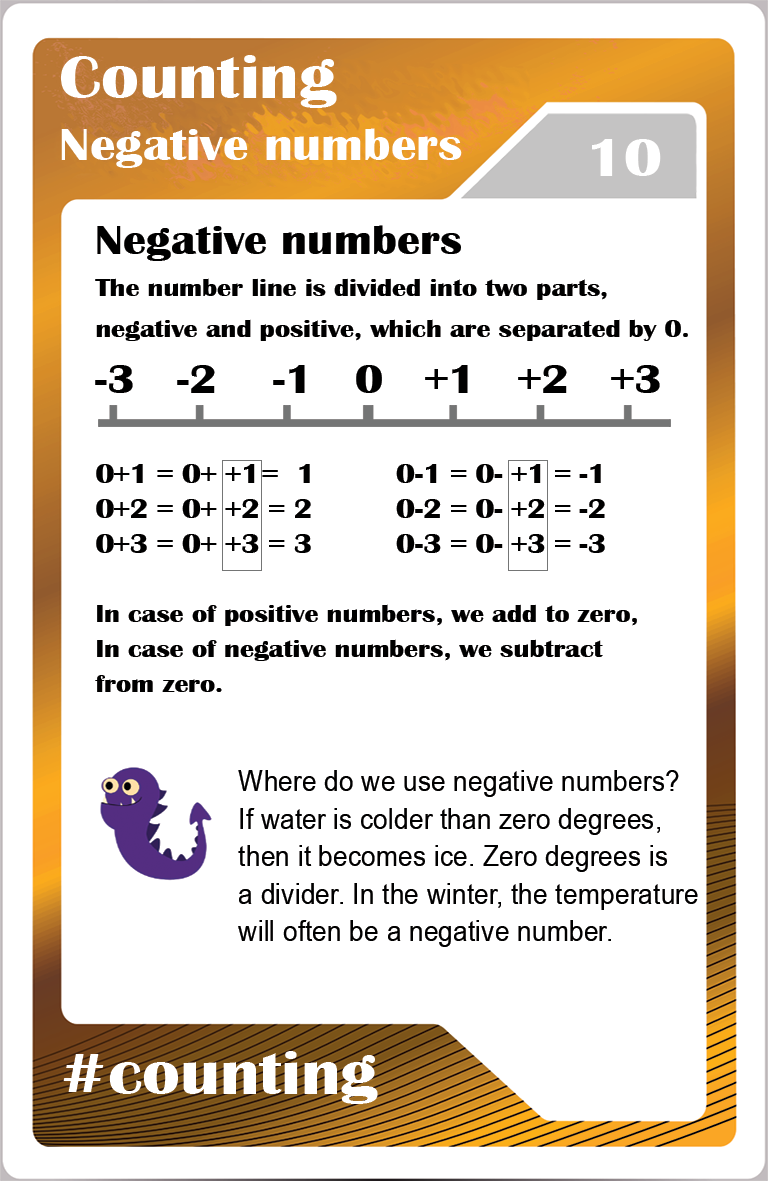 Counting
Negative numbers
10
Negative numbers
The number line is divided into two parts,
negative and positive, which are separated by 0.
-3 -2 -1 0 +1 +2 +3
0+1 = 0+ +1= 1
0+2 = 0+ +2 = 2
0+3 = 0+ +3 = 3
0-1 = 0- +1 = -1
0-2 = 0- +2 = -2
0-3 = 0- +3 = -3
In case of positive numbers, we add to zero,
In case of negative numbers, we subtract
from zero.
Where do we use negative numbers?
If water is colder than zero degrees,
then it becomes ice. Zero degrees is
a divider. In the winter, the temperature
will often be a negative number.
#counting